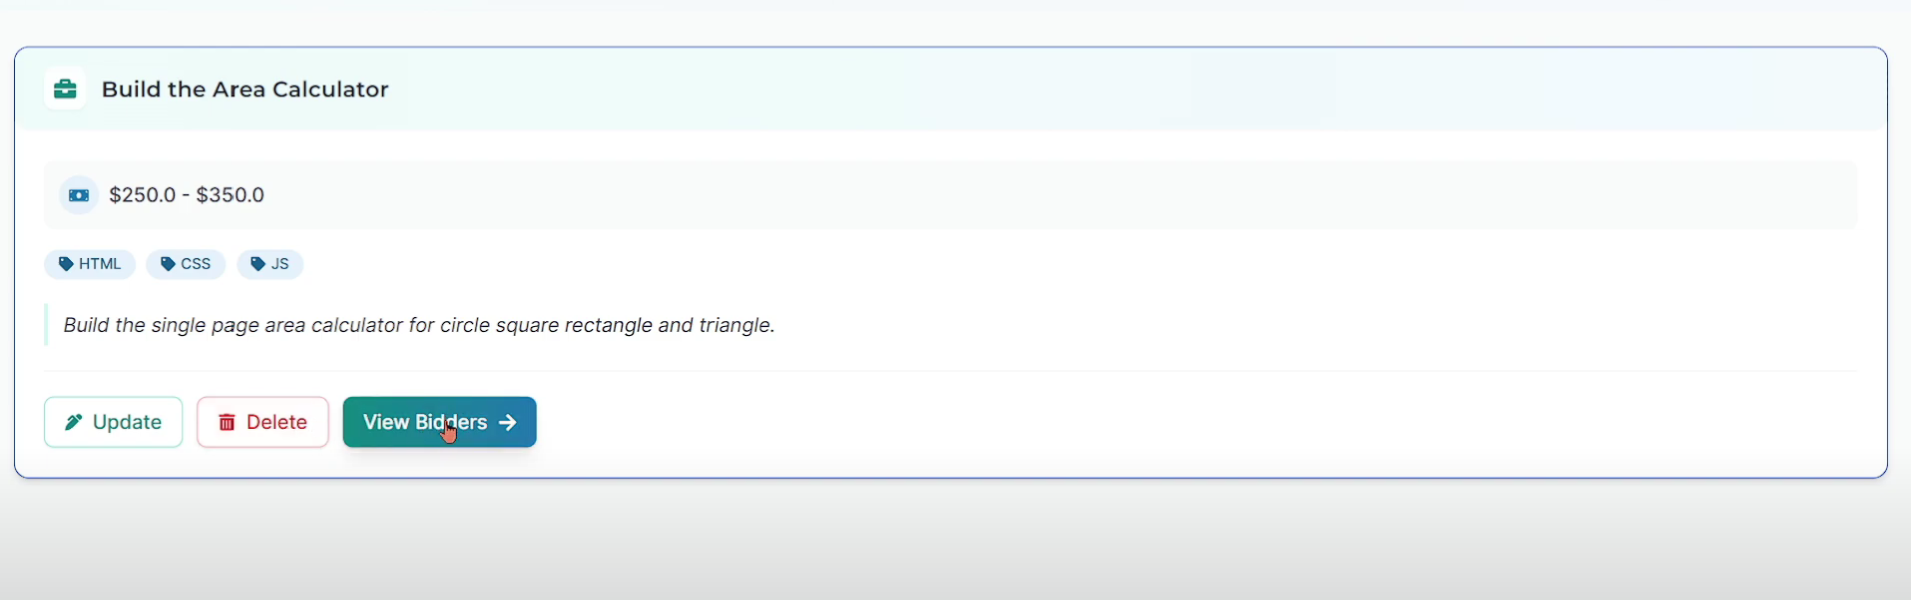 Build the Area Calculator
$250.0 - $350.0
HTML CSS JS
Build the single page area calculator for circle square rectangle and triangle.
Update Delete View Bidders